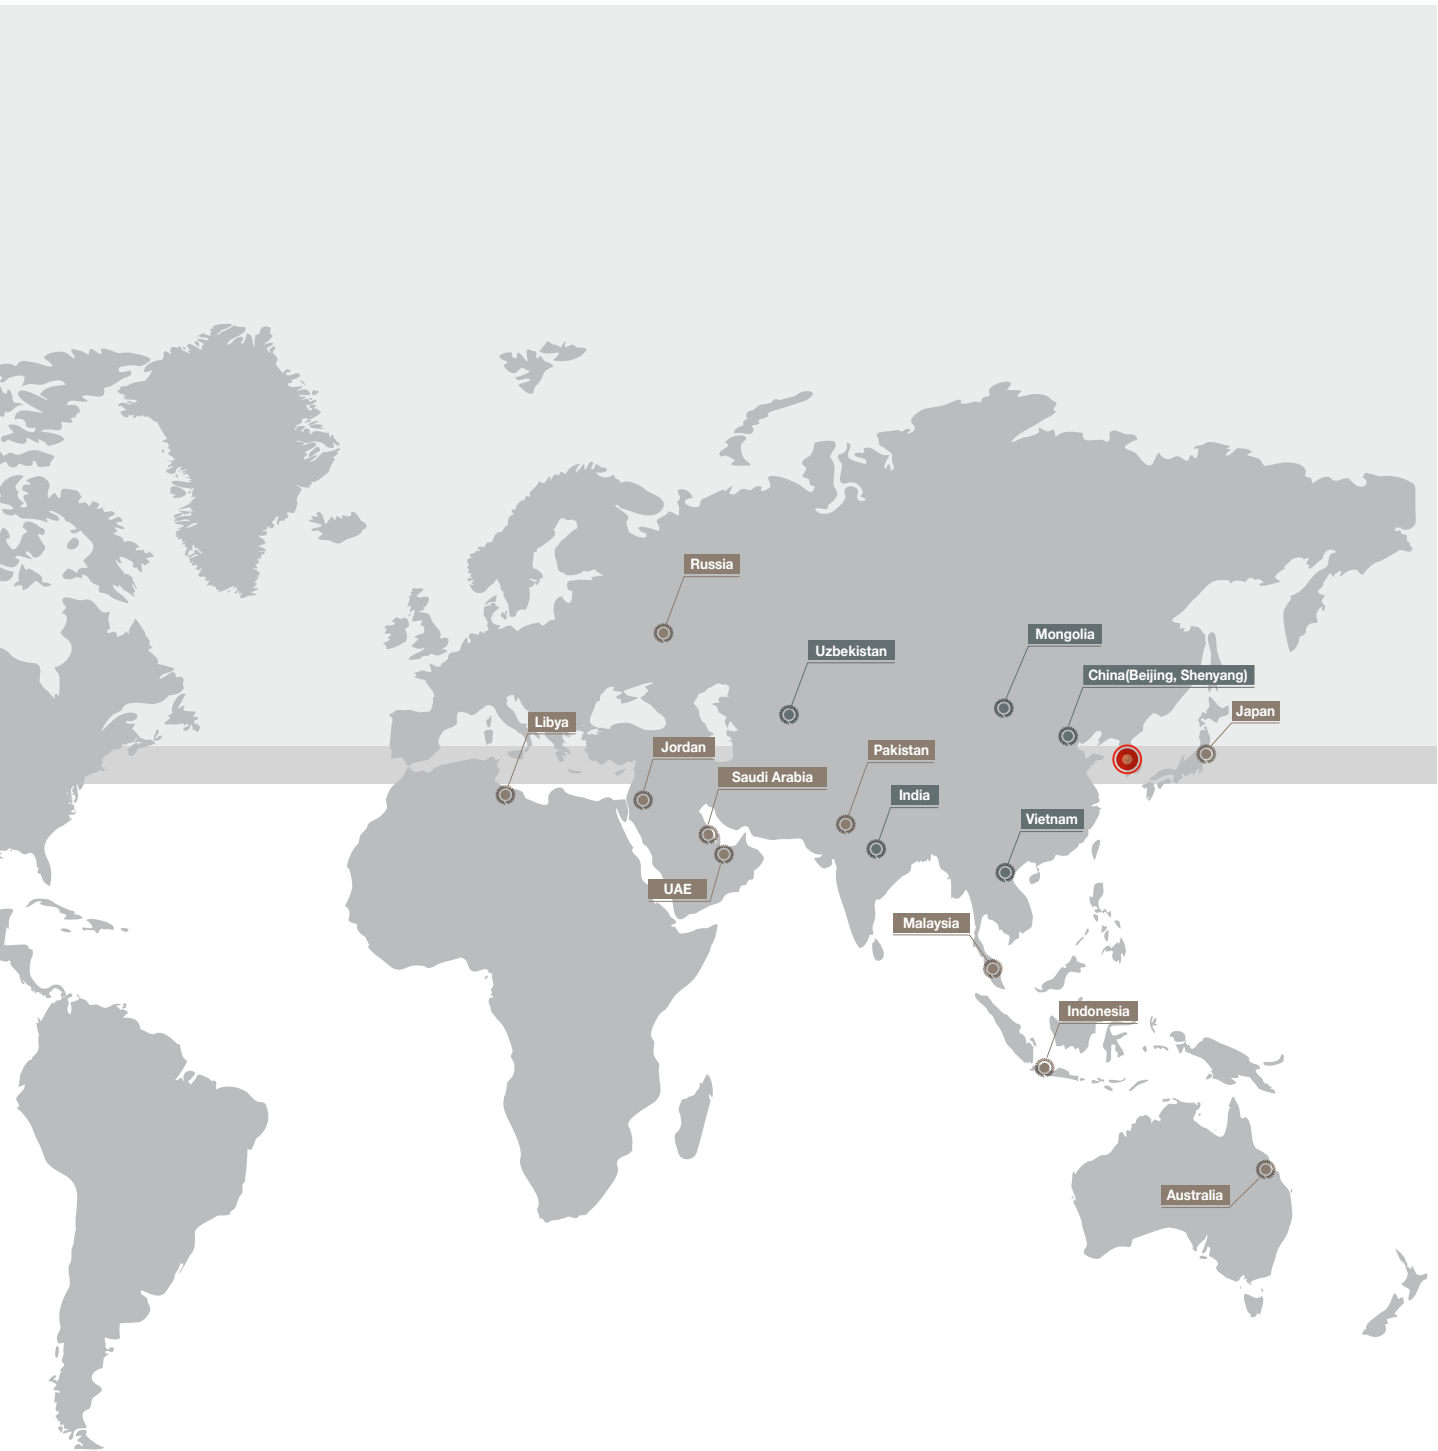 Russia
Mongolia
Uzbekistan
China(Beijing, Shenyang)
Japan
Libya
Jordan
Pakistan
Saudi Arabia
India
Vietnam
UAE
Malaysia
Indonesia
Australia